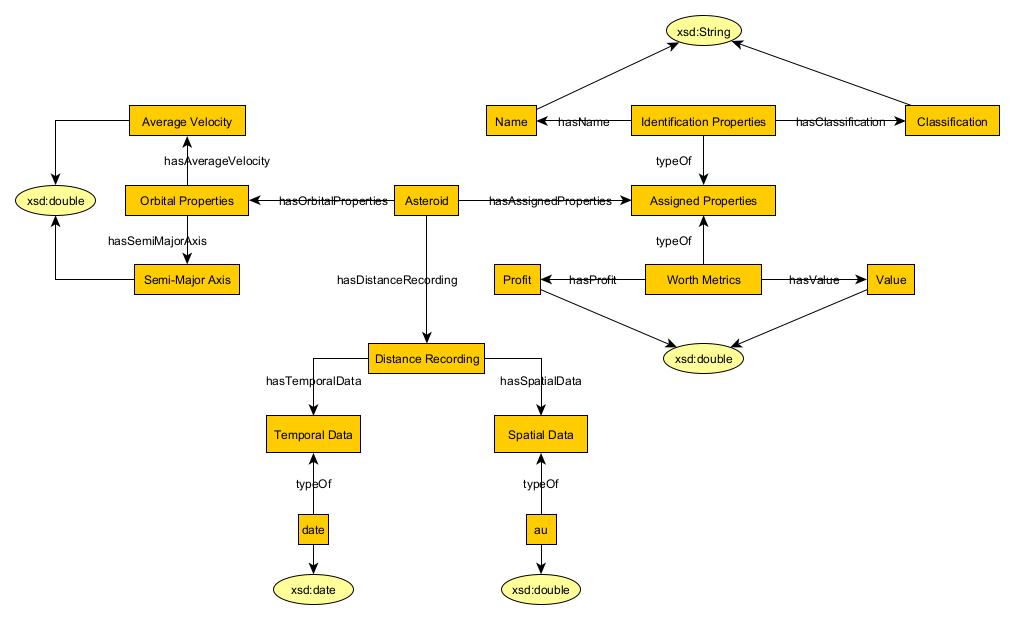 xsd:String
Average Velocity
Name
hasName
Identification Properties
hasClassification
Classification
hasAverageVelocity
typeOf
xsd:double
Orbital Properties
hasOrbitalProperties
Asteroid
hasAssignedProperties
Assigned Properties
hasSemiMajorAxis
typeOf
Semi-Major Axis
hasDistanceRecording
Profit
hasProfit
Worth Metrics
hasValue
Value
Distance Recording
xsd:double
hasTemporalData
hasSpatialData
Temporal Data
Spatial Data
typeOf
typeOf
date
au
xsd:date
xsd:double